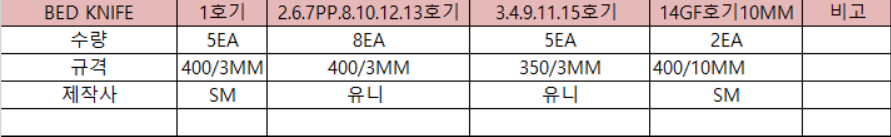 BED KNIFE 1호기 2.6.7PP.8.10.12.13호기 3.4.9.11.15호기 14GF호기10MM 비고
수량 5EA 8EA 5EA 2EA
규격 400/3MM 400/3MM 350/3MM 400/10MM
제작사 SM 유니 유니 SM